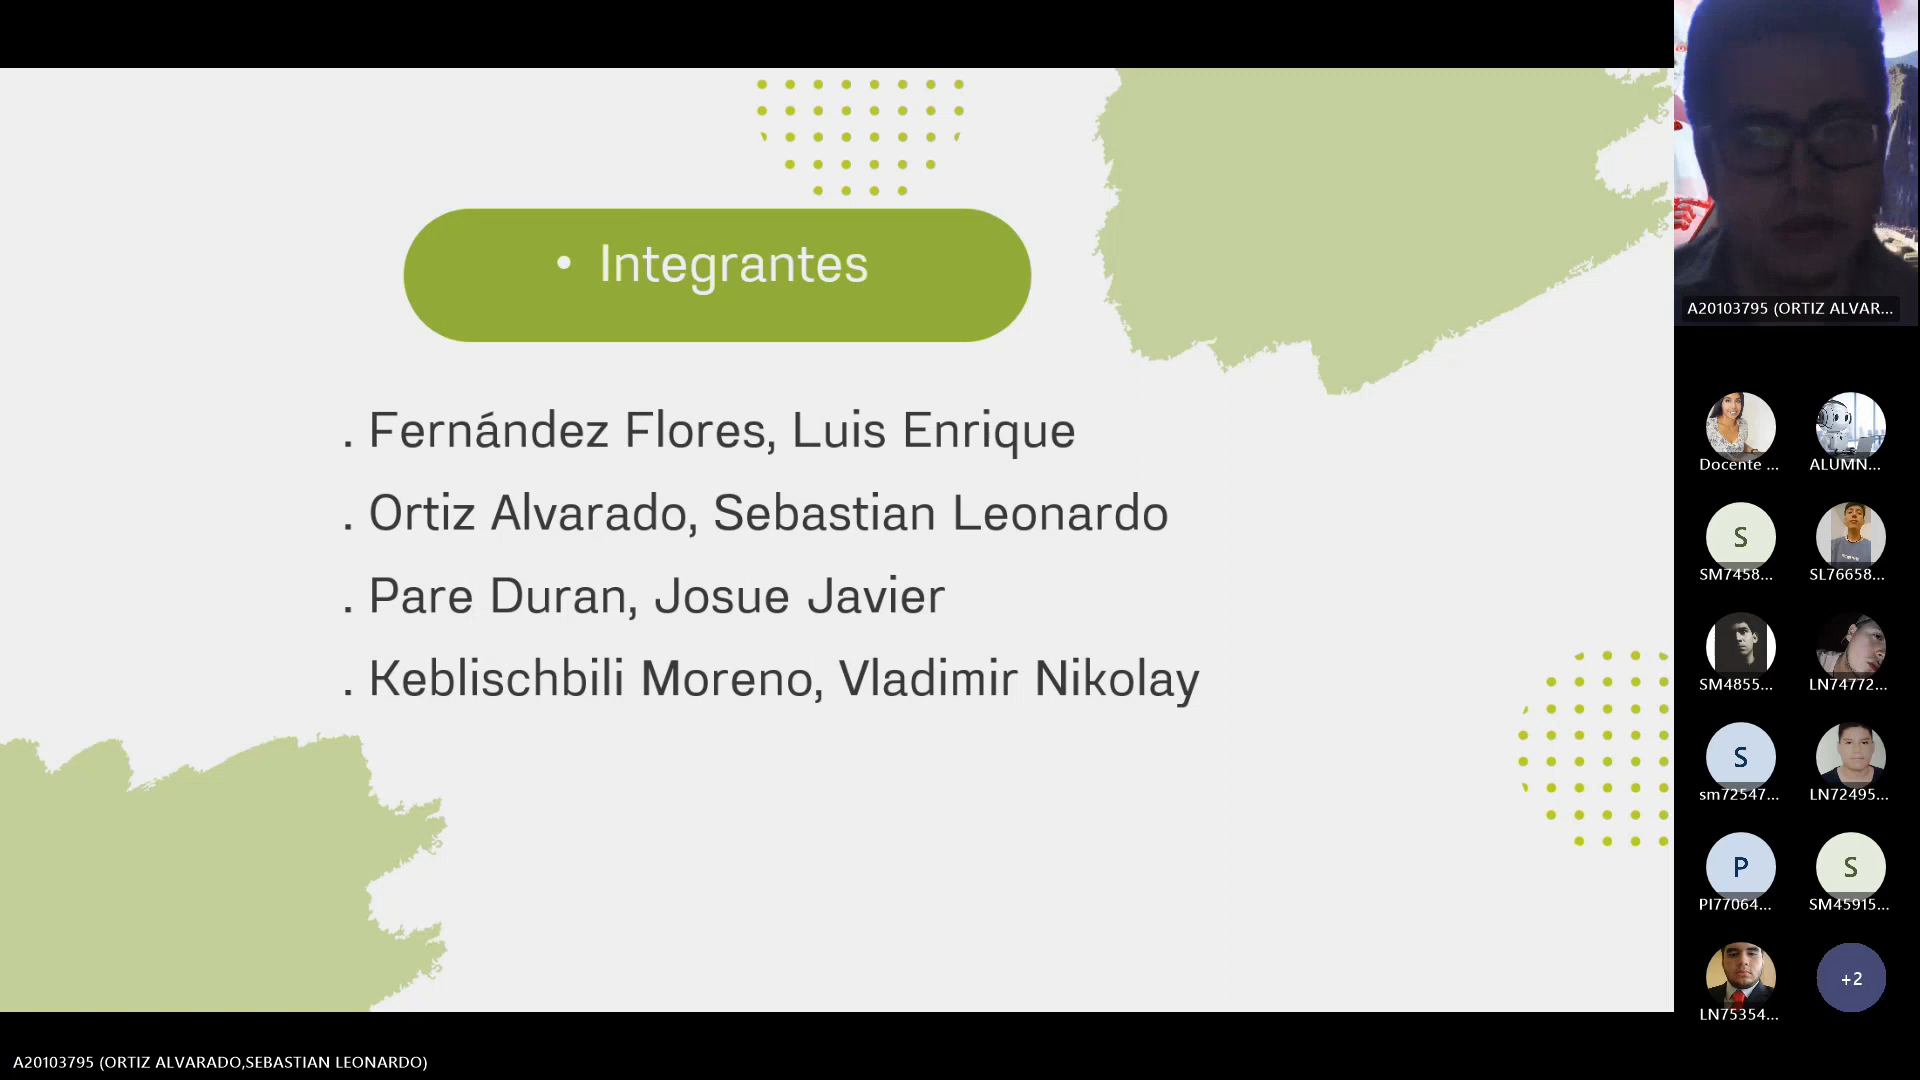 • Integrantes
. Fernández Flores, Luis Enrique
. Ortiz Alvarado, Sebastian Leonardo
. Pare Duran, Josue Javier
. Keblischbili Moreno, Vladimir Nikolay
A20103795 (ORTIZ ALVAR...
Docente ...
ALUMN...
S
SM7458...
SL76658...
SM4855...
LN74772...
S
sm72547...
LN72495...
P
PI77064...
S
SM45915...
LN75354...
+2
A20103795 (ORTIZ ALVARADO,SEBASTIAN LEONARDO)